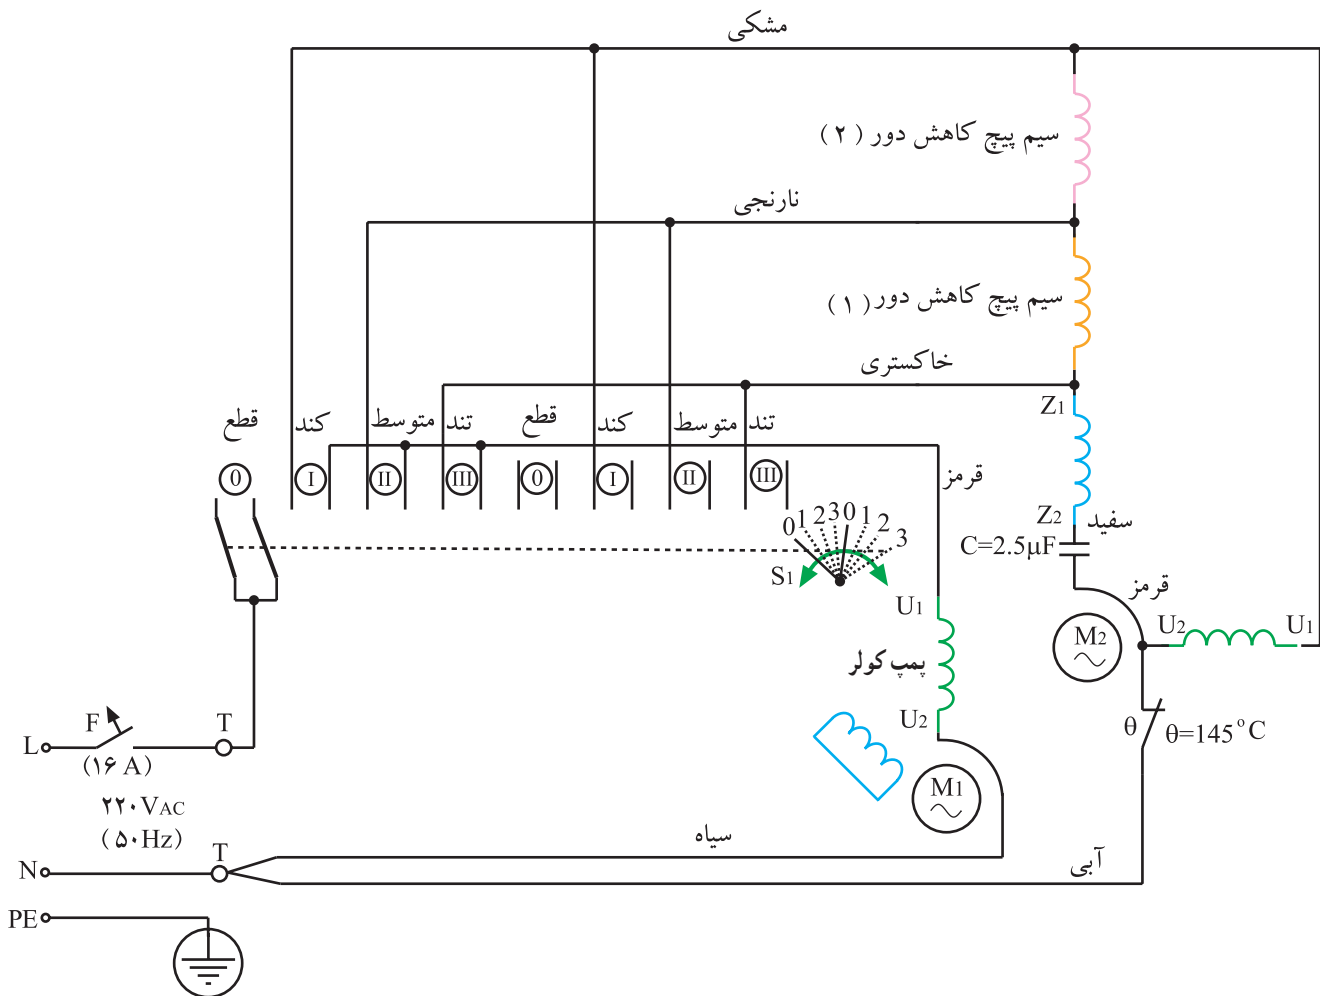 مشکی
سیم پیچ کاهش دور (۲)
نارنجی
سیم پیچ کاهش دور (۱)
خاکستری
Z1
قطع
کند
متوسط
تند
قطع
کند
متوسط
تند
0
I
II
III
0
I
II
III
قرمز
Z2
سفید
C=2.5µF
0 1 2 3 0 1 2 3
S1
قرمز
U1
M2
U2
U1
پمپ کولر
U2
θ
θ=145°C
F
T
L
(۱۶ A)
M1
۲۲۰VAC
(۵۰Hz)
سیاه
T
آبی
N
PE